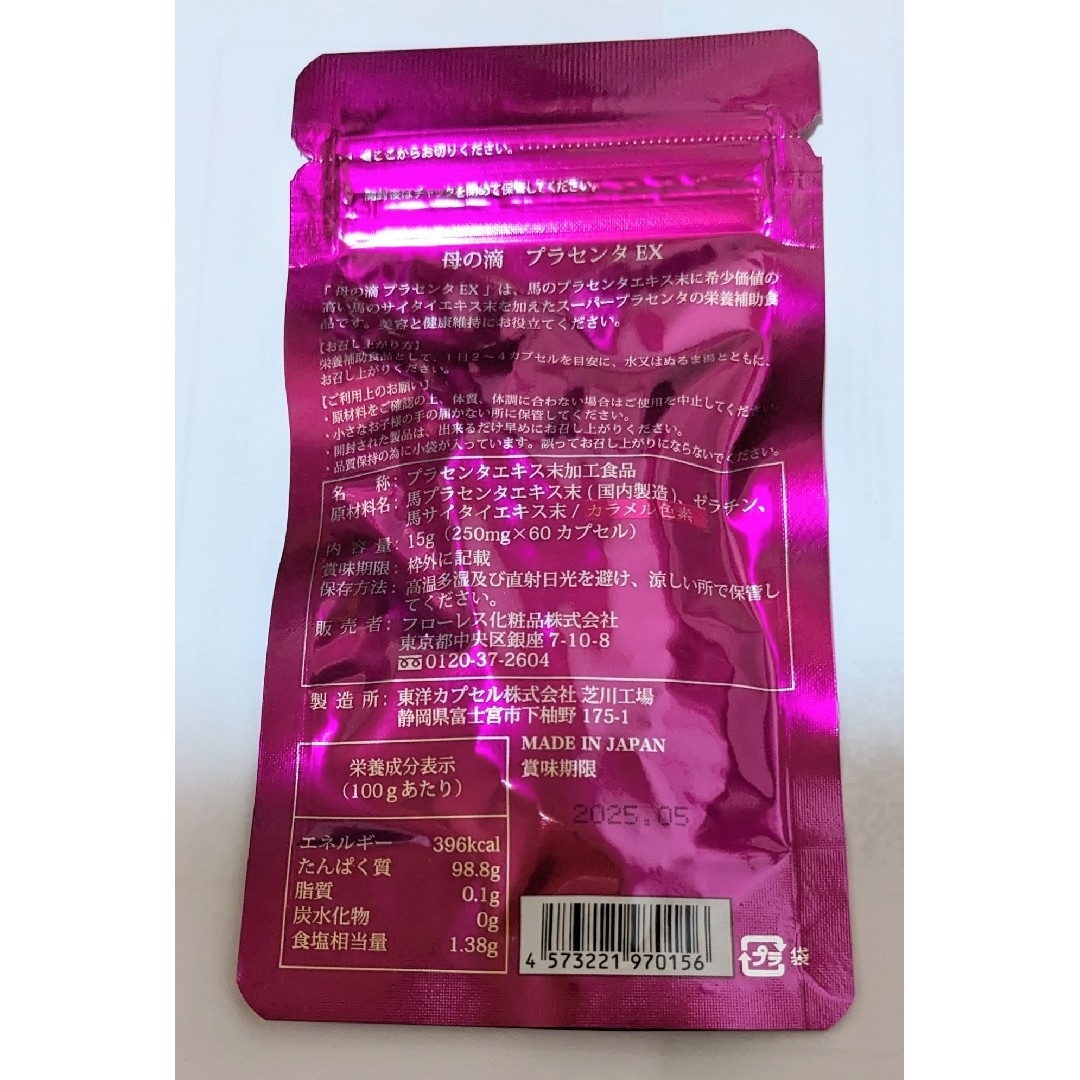 ◀ここからお切りください。
開封後はチャックを閉めて保管してください。
母の滴 プラセンタ EX
「 母の滴 プラセンタ EX 」は、馬のプラセンタエキス末に希少価値の
高い馬のサイタイエキス末を加えたスーパープラセンタの栄養補助食
品です。美容と健康維持にお役立てください。
【お召し上がり方】
栄養補助食品として、1日2〜4カプセルを目安に、水又はぬるま湯とともに、
お召し上がりください。
【ご利用上のお願い】
・原材料をご確認の上、体質、体調に合わない場合はご使用を中止してください。
・小さなお子様の手の届かない所に保管してください。
・開封された製品は、出来るだけ早めにお召し上がりください。
・品質保持の為に小袋が入っています。誤ってお召し上がりにならないでください。
名称：プラセンタエキス末加工食品
原材料名：馬プラセンタエキス末 ( 国内製造 )、ゼラチン、
馬サイタイエキス末 / カラメル色素
内容量：15g（250mg×60 カプセル）
賞味期限：枠外に記載
保存方法：高温多湿及び直射日光を避け、涼しい所で保管し
てください。
販売者：フローレス化粧品株式会社
東京都中央区銀座 7-10-8
0120-37-2604
製造所：東洋カプセル株式会社 芝川工場
静岡県富士宮市下柚野 175-1
MADE IN JAPAN
賞味期限
2025.05
栄養成分表示
（100gあたり）
エネルギー 396kcal
たんぱく質 98.8g
脂質 0.1g
炭水化物 0g
食塩相当量 1.38g
4 573221 970156
プラ 袋